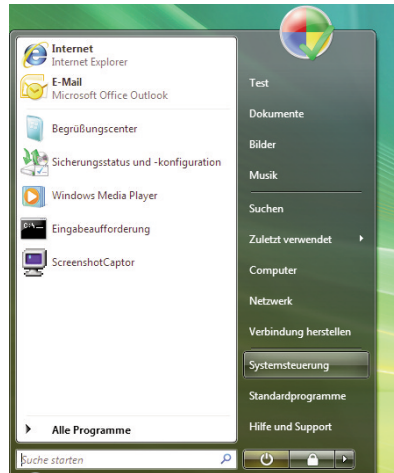 Internet
Internet Explorer
E-Mail
Microsoft Office Outlook
Begrüßungscenter
Sicherungsstatus und -konfiguration
Windows Media Player
Eingabeaufforderung
ScreenshotCaptor
Alle Programme
Suche starten
Test
Dokumente
Bilder
Musik
Suchen
Zuletzt verwendet
Computer
Netzwerk
Verbindung herstellen
Systemsteuerung
Standardprogramme
Hilfe und Support